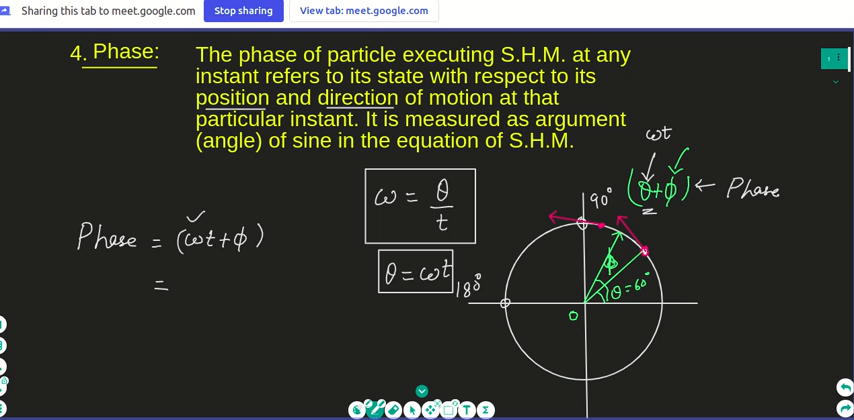 Sharing this tab to meet.google.com Stop sharing View tab: meet.google.com
4. Phase: The phase of particle executing S.H.M. at any
instant refers to its state with respect to its
position and direction of motion at that
particular instant. It is measured as argument
(angle) of sine in the equation of S.H.M.
ωt
(θ+φ) ← Phase
90°
ω = θ/t
Phase = (ωt+φ)
=
θ = ωt
180°
φ
θ=60°
O